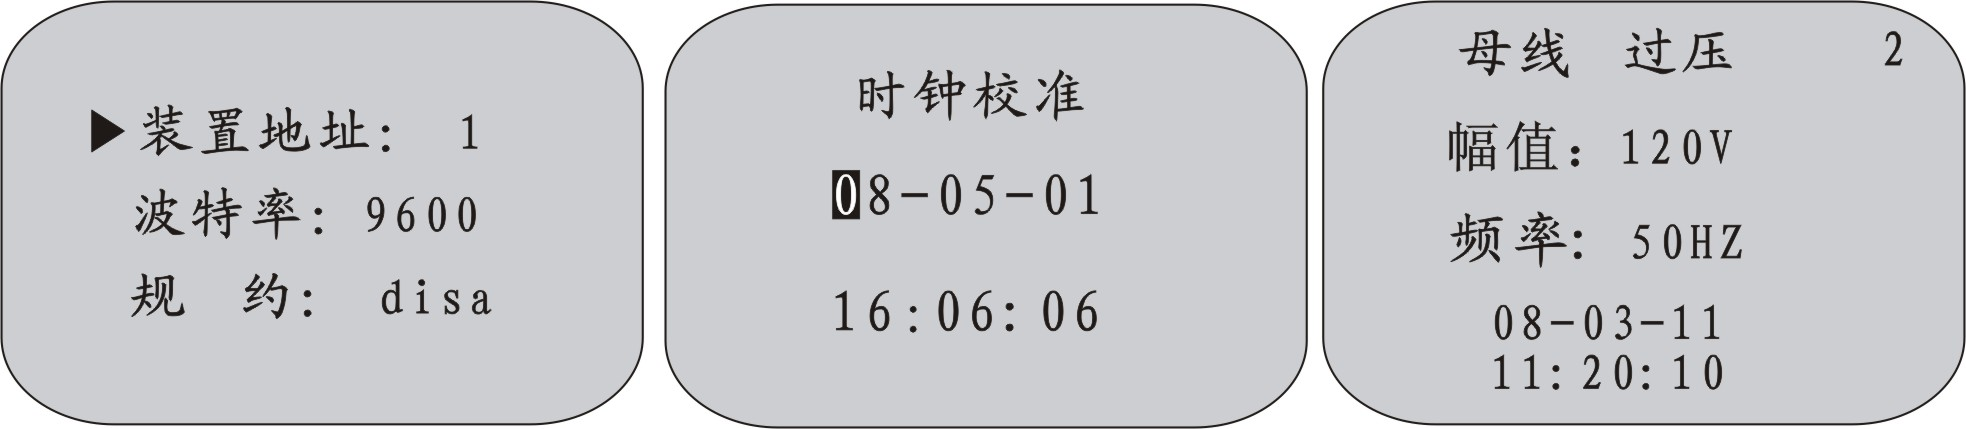 ▶装置地址: 1
波特率: 9600
规 约: disa
时钟校准
08-05-01
16:06:06
母线 过压 2
幅值: 120V
频率: 50HZ
08-03-11
11:20:10